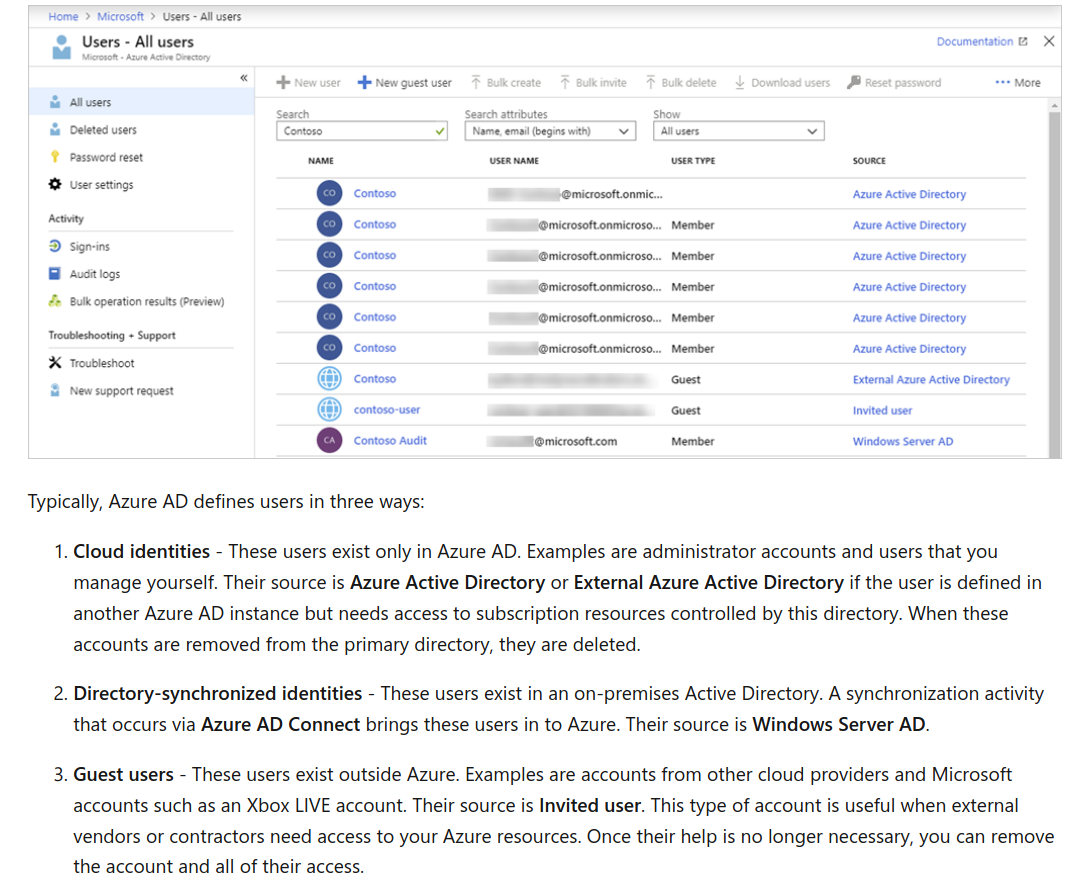 Home > Microsoft > Users - All users
Users - All users
Microsoft - Azure Active Directory
Documentation
«
New user New guest user Bulk create Bulk invite Bulk delete Download users Reset password ••• More
All users
Deleted users
Password reset
User settings
Activity
Sign-ins
Audit logs
Bulk operation results (Preview)
Troubleshooting + Support
Troubleshoot
New support request
Search Search attributes Show
Contoso Name, email (begins with) All users
NAME USER NAME USER TYPE SOURCE
CO Contoso @microsoft.onmic... Azure Active Directory
CO Contoso @microsoft.onmicroso... Member Azure Active Directory
CO Contoso @microsoft.onmicroso... Member Azure Active Directory
CO Contoso @microsoft.onmicroso... Member Azure Active Directory
CO Contoso @microsoft.onmicroso... Member Azure Active Directory
CO Contoso @microsoft.onmicroso... Member Azure Active Directory
Contoso Guest External Azure Active Directory
contoso-user Guest Invited user
CA Contoso Audit @microsoft.com Member Windows Server AD
Typically, Azure AD defines users in three ways:
1. Cloud identities - These users exist only in Azure AD. Examples are administrator accounts and users that you
manage yourself. Their source is Azure Active Directory or External Azure Active Directory if the user is defined in
another Azure AD instance but needs access to subscription resources controlled by this directory. When these
accounts are removed from the primary directory, they are deleted.
2. Directory-synchronized identities - These users exist in an on-premises Active Directory. A synchronization activity
that occurs via Azure AD Connect brings these users in to Azure. Their source is Windows Server AD.
3. Guest users - These users exist outside Azure. Examples are accounts from other cloud providers and Microsoft
accounts such as an Xbox LIVE account. Their source is Invited user. This type of account is useful when external
vendors or contractors need access to your Azure resources. Once their help is no longer necessary, you can remove
the account and all of their access.